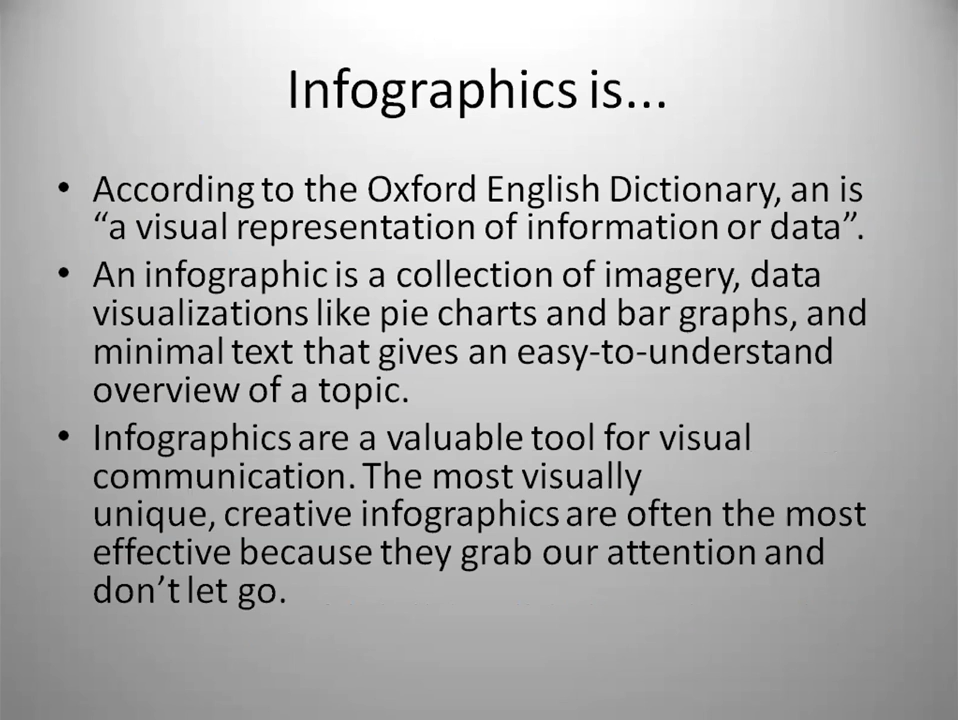 Infographics is...
• According to the Oxford English Dictionary, an is
“a visual representation of information or data”.
• An infographic is a collection of imagery, data
visualizations like pie charts and bar graphs, and
minimal text that gives an easy-to-understand
overview of a topic.
• Infographics are a valuable tool for visual
communication. The most visually
unique, creative infographics are often the most
effective because they grab our attention and
don’t let go.